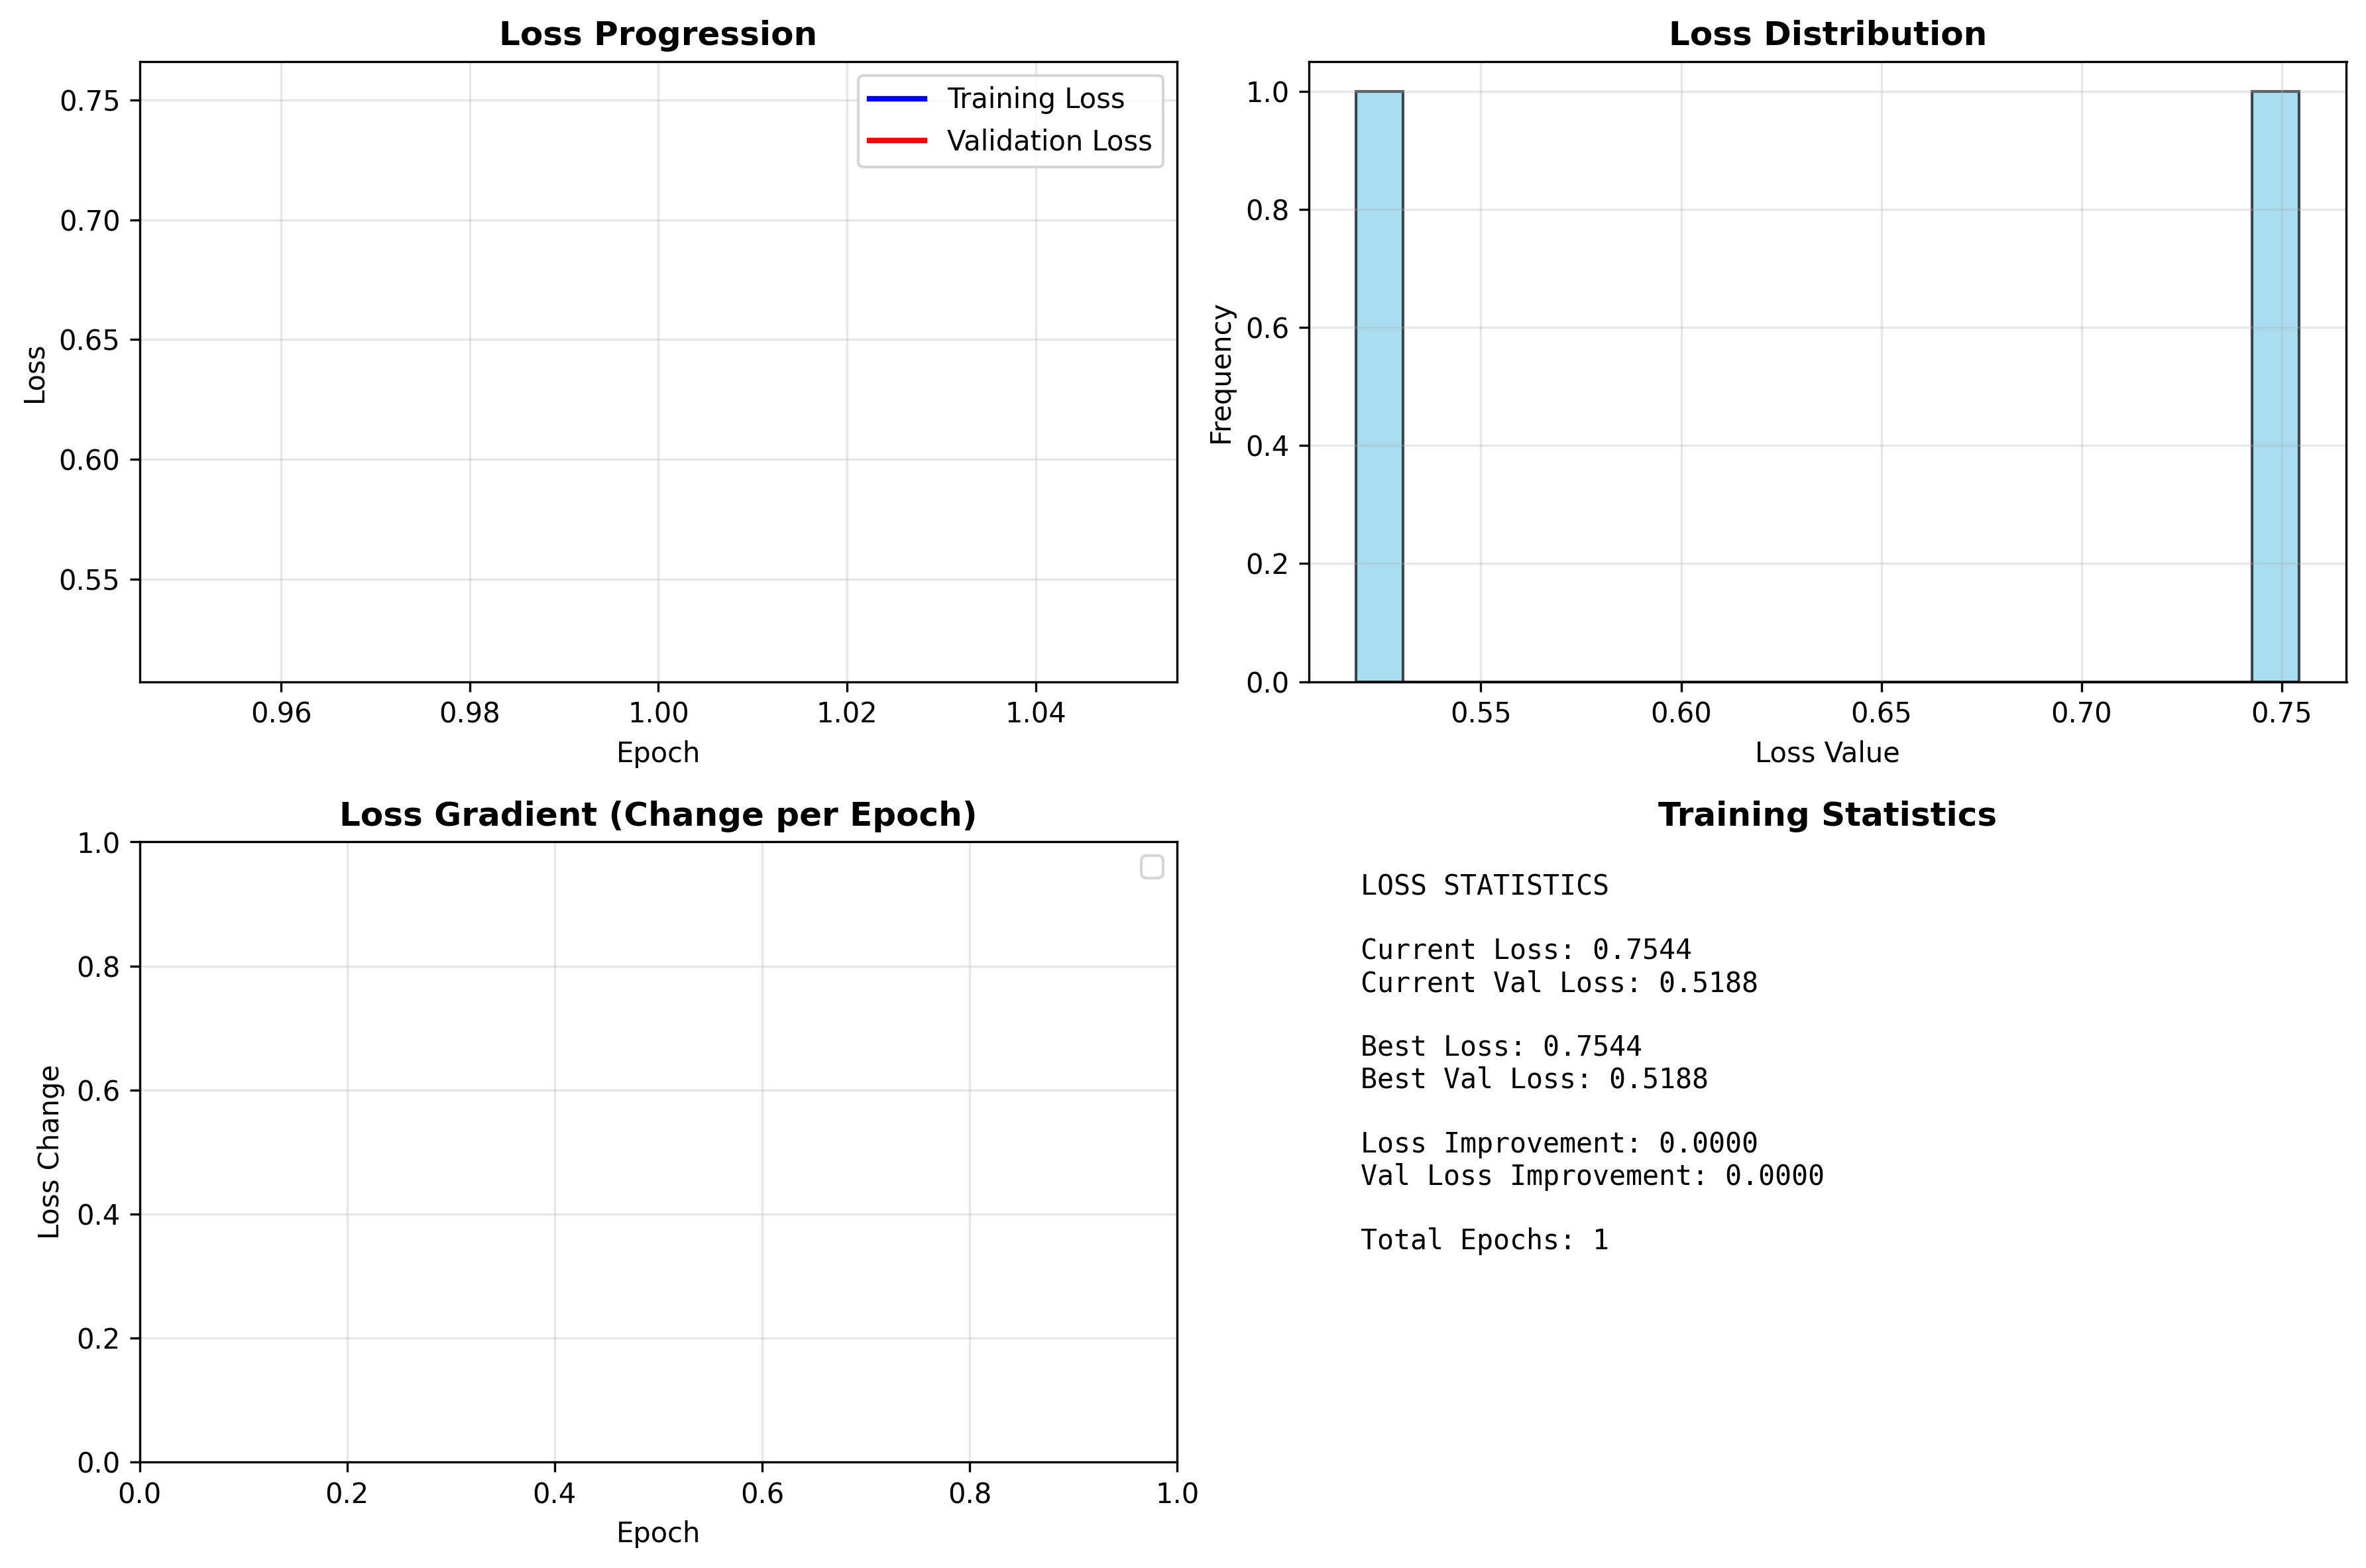 Loss Progression
Training Loss
Validation Loss
0.75
0.70
0.65
0.60
0.55
Loss
0.96 0.98 1.00 1.02 1.04
Epoch
Loss Distribution
1.0
0.8
0.6
0.4
0.2
0.0
Frequency
0.55 0.60 0.65 0.70 0.75
Loss Value
Loss Gradient (Change per Epoch)
1.0
0.8
0.6
0.4
0.2
0.0
Loss Change
0.0 0.2 0.4 0.6 0.8 1.0
Epoch
Training Statistics
LOSS STATISTICS
Current Loss: 0.7544
Current Val Loss: 0.5188
Best Loss: 0.7544
Best Val Loss: 0.5188
Loss Improvement: 0.0000
Val Loss Improvement: 0.0000
Total Epochs: 1